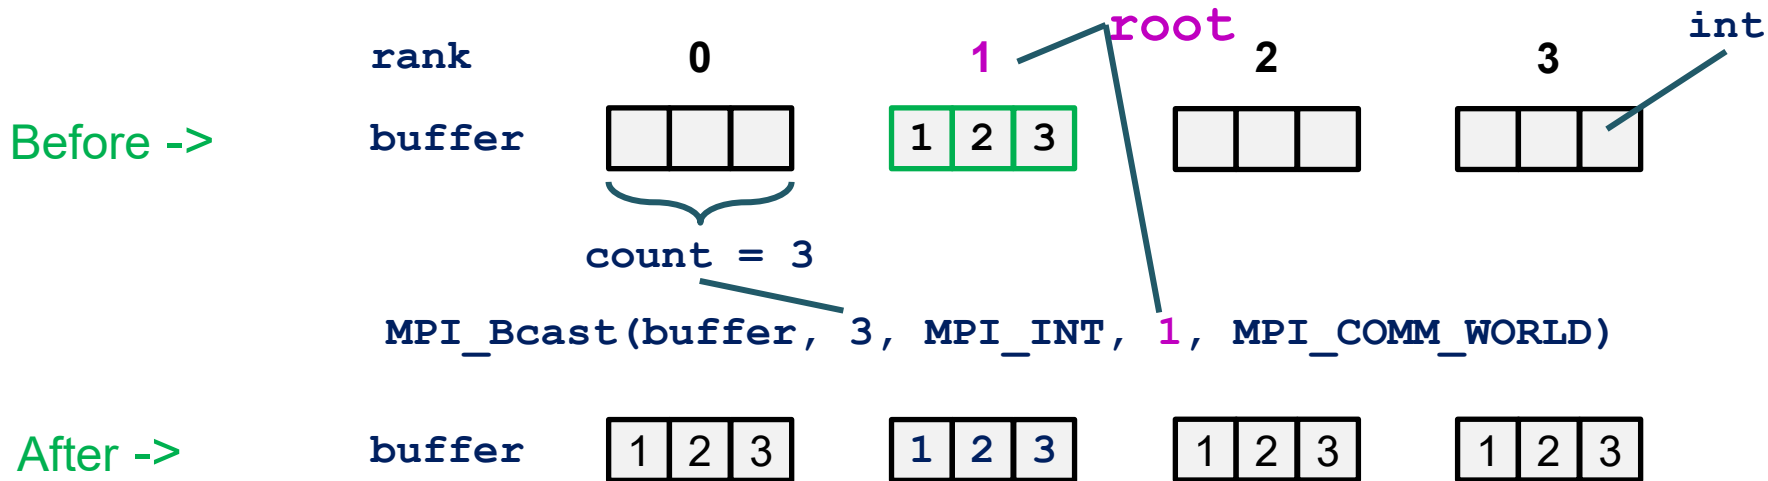 rank 0 1 root 2 3 int
Before -> buffer 1 2 3
count = 3
MPI_Bcast(buffer, 3, MPI_INT, 1, MPI_COMM_WORLD)
After -> buffer 1 2 3 1 2 3 1 2 3 1 2 3